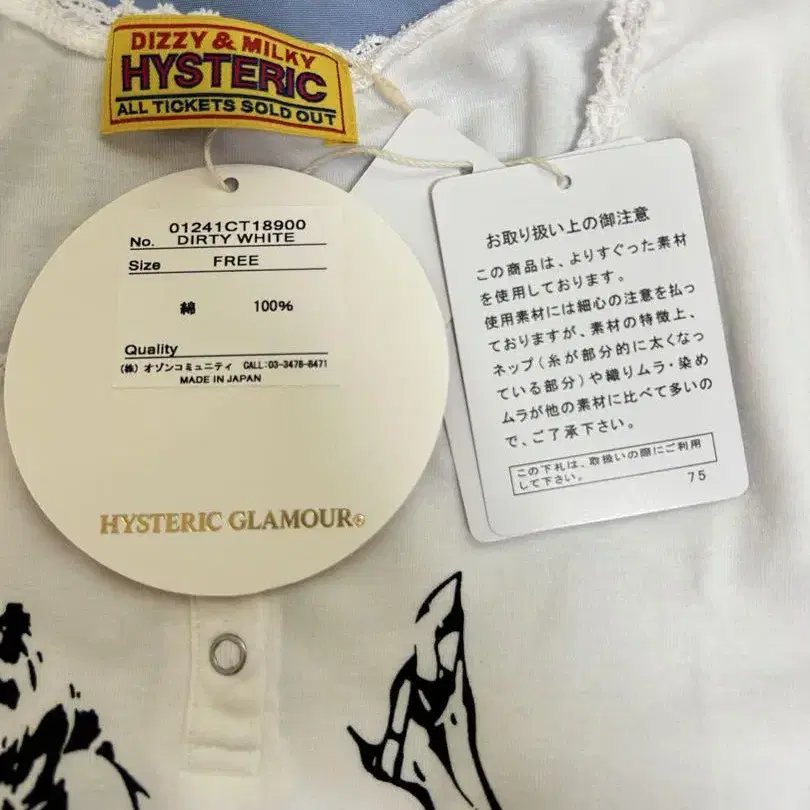 DIZZY & MILKY
HYSTERIC
ALL TICKETS SOLD OUT
No. 01241CT18900
DIRTY WHITE
Size FREE
綿 100%
Quality
(株) オゾンコミュニティ CALL:03-3478-8471
MADE IN JAPAN
HYSTERIC GLAMOUR®
お取り扱い上の御注意
この商品は、よりすぐった素材
を使用しております。
使用素材には細心の注意を払っ
ておりますが、素材の特徴上、
ネップ(糸が部分的に太くなっ
ている部分)や織りムラ・染め
ムラが他の素材に比べて多いの
で、ご了承下さい。
この下札は、取扱いの際にご利用
して下さい。
75